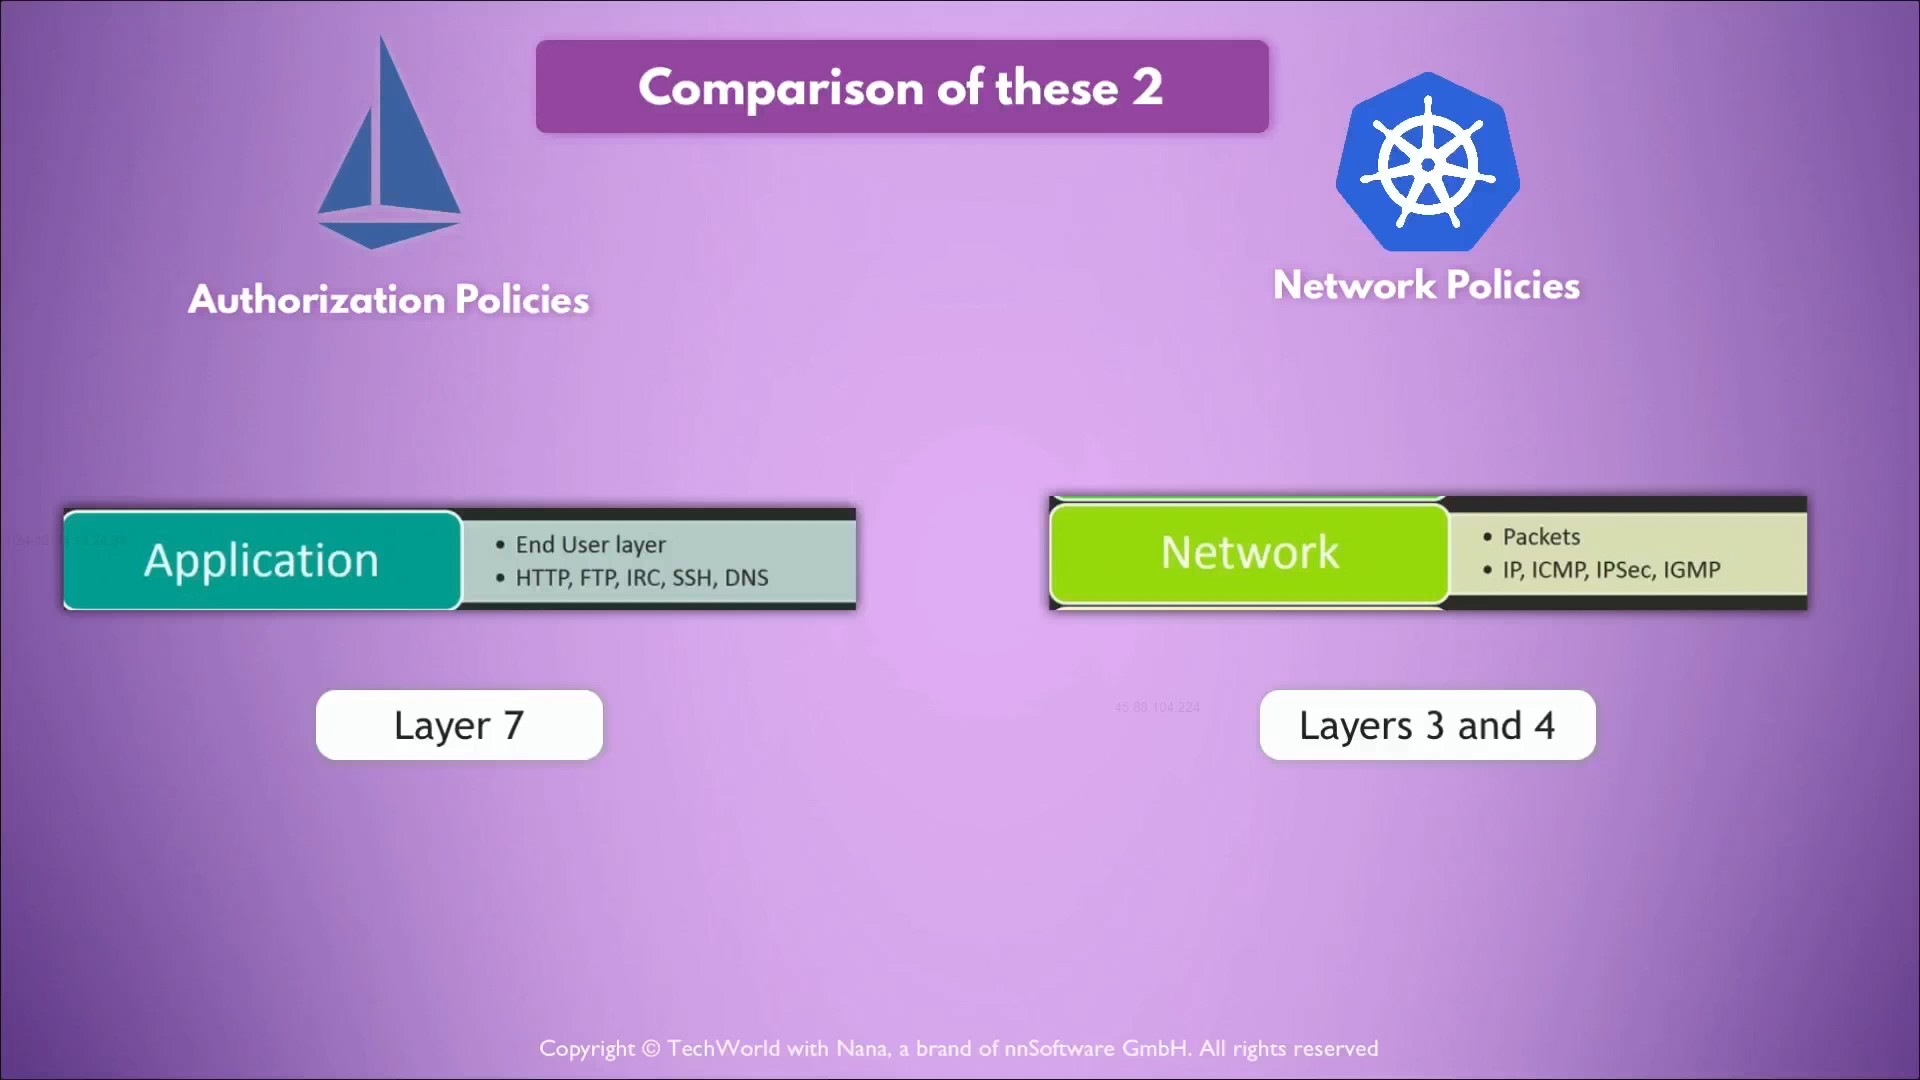 Comparison of these 2
Authorization Policies
Network Policies
Application
• End User layer
• HTTP, FTP, IRC, SSH, DNS
Network
• Packets
• IP, ICMP, IPSec, IGMP
Layer 7
Layers 3 and 4
45.88.104.224
Copyright © TechWorld with Nana, a brand of nnSoftware GmbH. All rights reserved